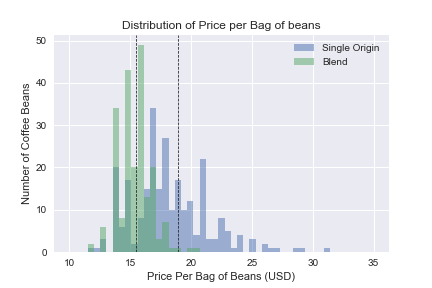 Distribution of Price per Bag of beans
Single Origin
Blend
Number of Coffee Beans
50
40
30
20
10
0
10 15 20 25 30 35
Price Per Bag of Beans (USD)